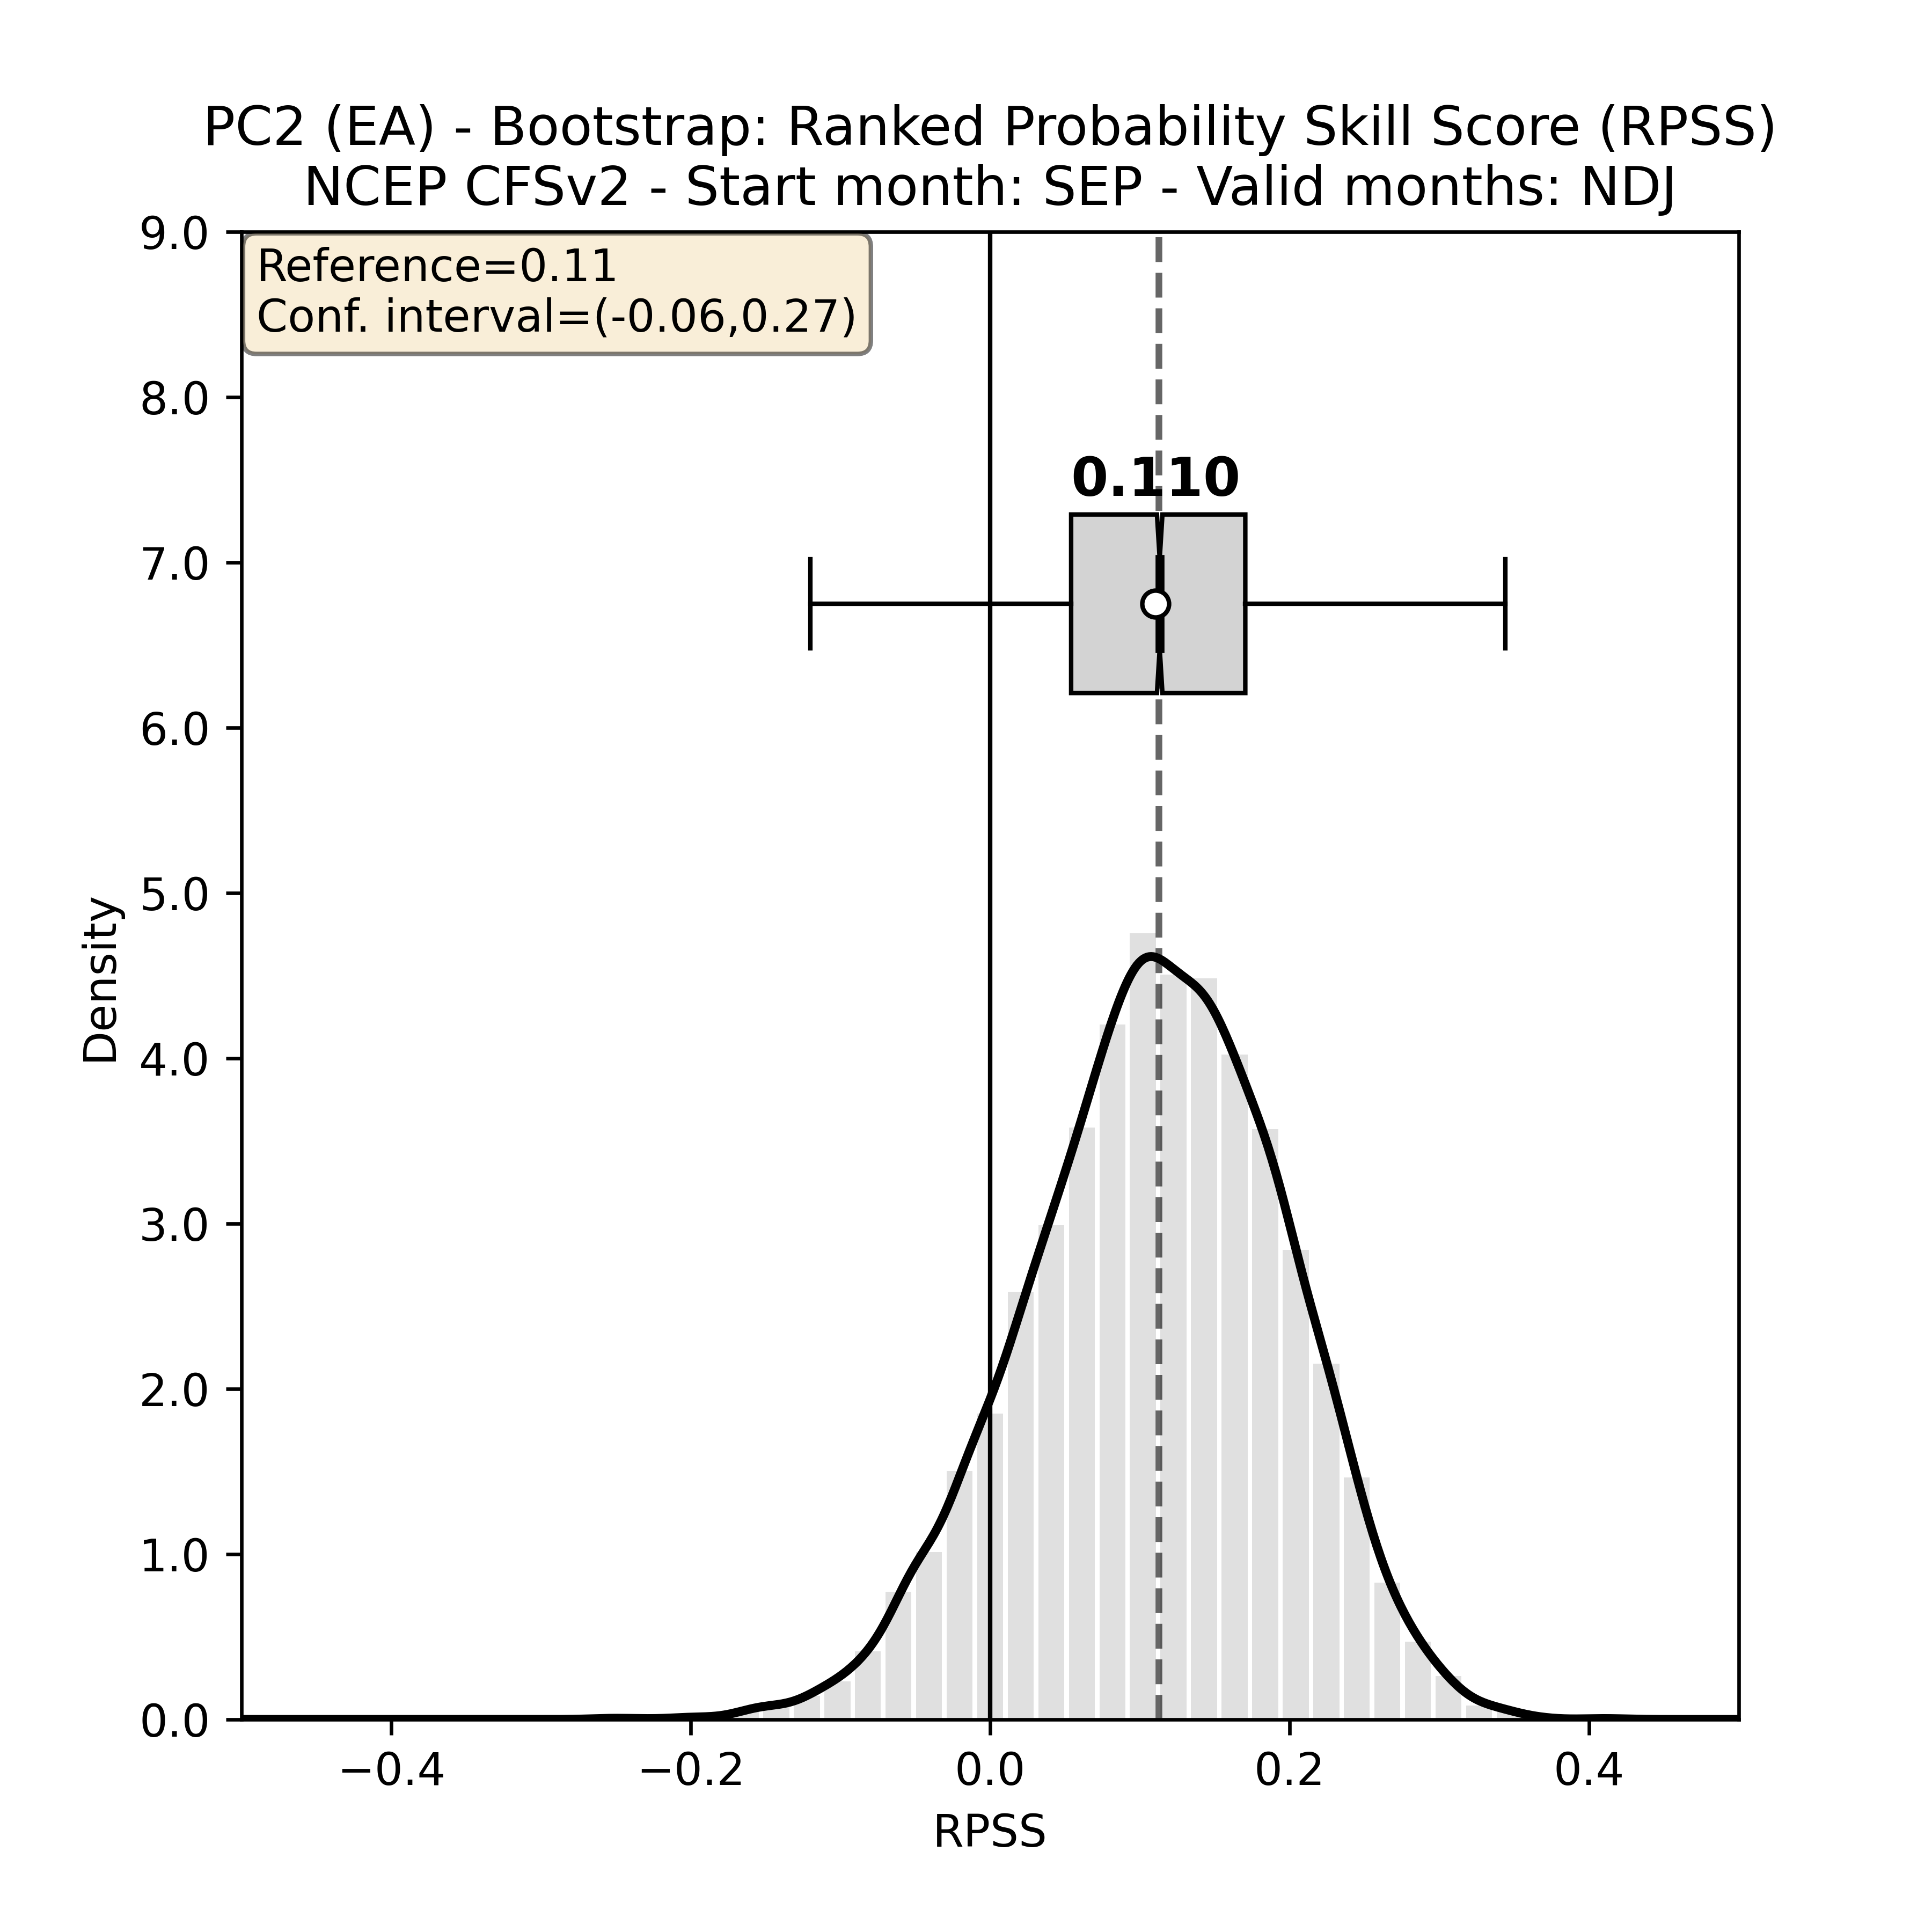 PC2 (EA) - Bootstrap: Ranked Probability Skill Score (RPSS)
NCEP CFSv2 - Start month: SEP - Valid months: NDJ
Reference=0.11
Conf. interval=(-0.06,0.27)
0.110
9.0
8.0
7.0
6.0
5.0
4.0
3.0
2.0
1.0
0.0
Density
−0.4
−0.2
0.0
0.2
0.4
RPSS